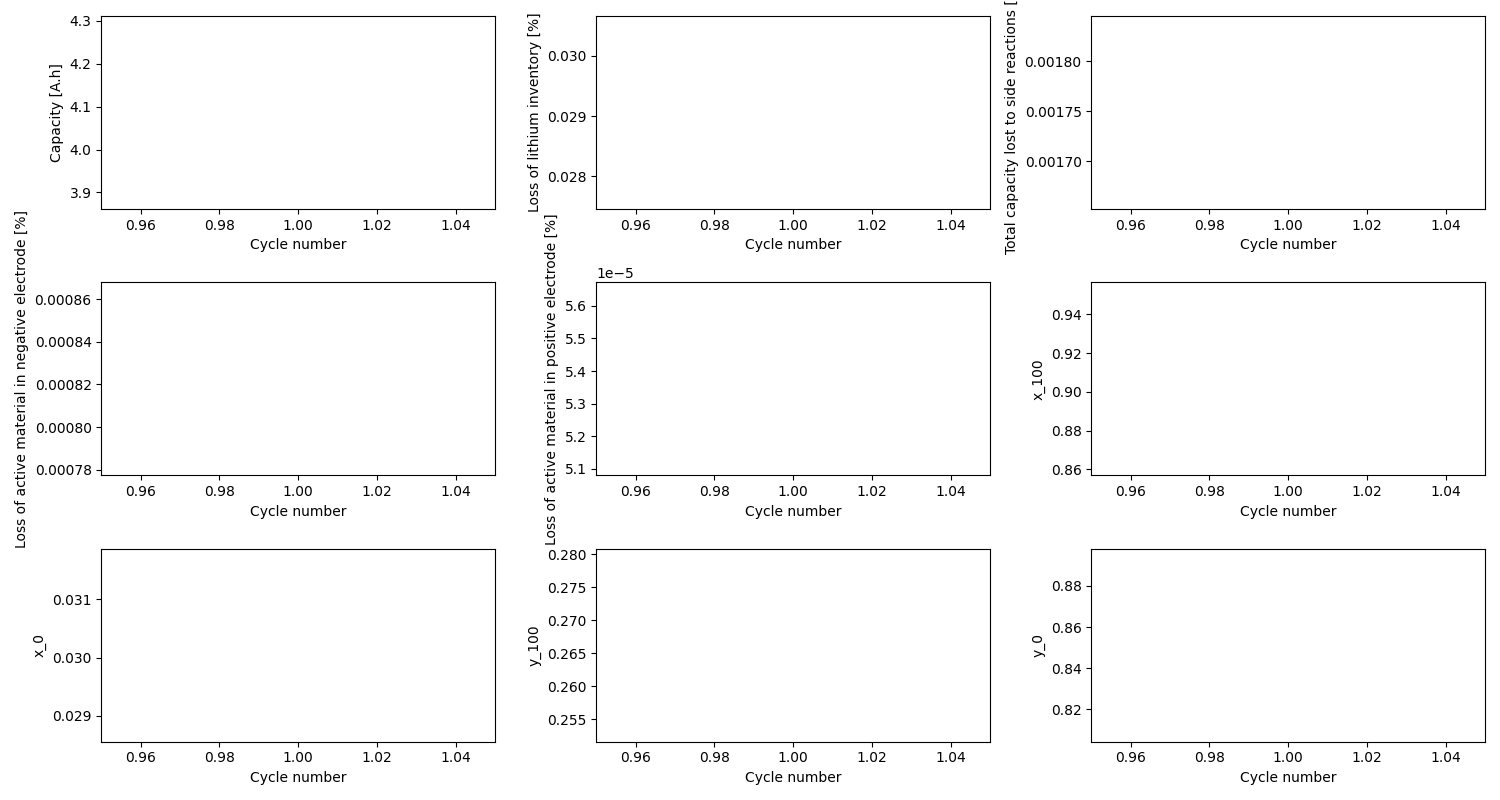 Capacity [A.h]
4.3
4.2
4.1
4.0
3.9
0.96 0.98 1.00 1.02 1.04
Cycle number
Loss of lithium inventory [%]
0.030
0.029
0.028
0.96 0.98 1.00 1.02 1.04
Cycle number
Total capacity lost to side reactions [
0.00180
0.00175
0.00170
0.96 0.98 1.00 1.02 1.04
Cycle number
Loss of active material in negative electrode [%]
0.00086
0.00084
0.00082
0.00080
0.00078
0.96 0.98 1.00 1.02 1.04
Cycle number
Loss of active material in positive electrode [%]
1e−5
5.6
5.5
5.4
5.3
5.2
5.1
0.96 0.98 1.00 1.02 1.04
Cycle number
x_100
0.94
0.92
0.90
0.88
0.86
0.96 0.98 1.00 1.02 1.04
Cycle number
x_0
0.031
0.030
0.029
0.96 0.98 1.00 1.02 1.04
Cycle number
y_100
0.280
0.275
0.270
0.265
0.260
0.255
0.96 0.98 1.00 1.02 1.04
Cycle number
y_0
0.88
0.86
0.84
0.82
0.96 0.98 1.00 1.02 1.04
Cycle number